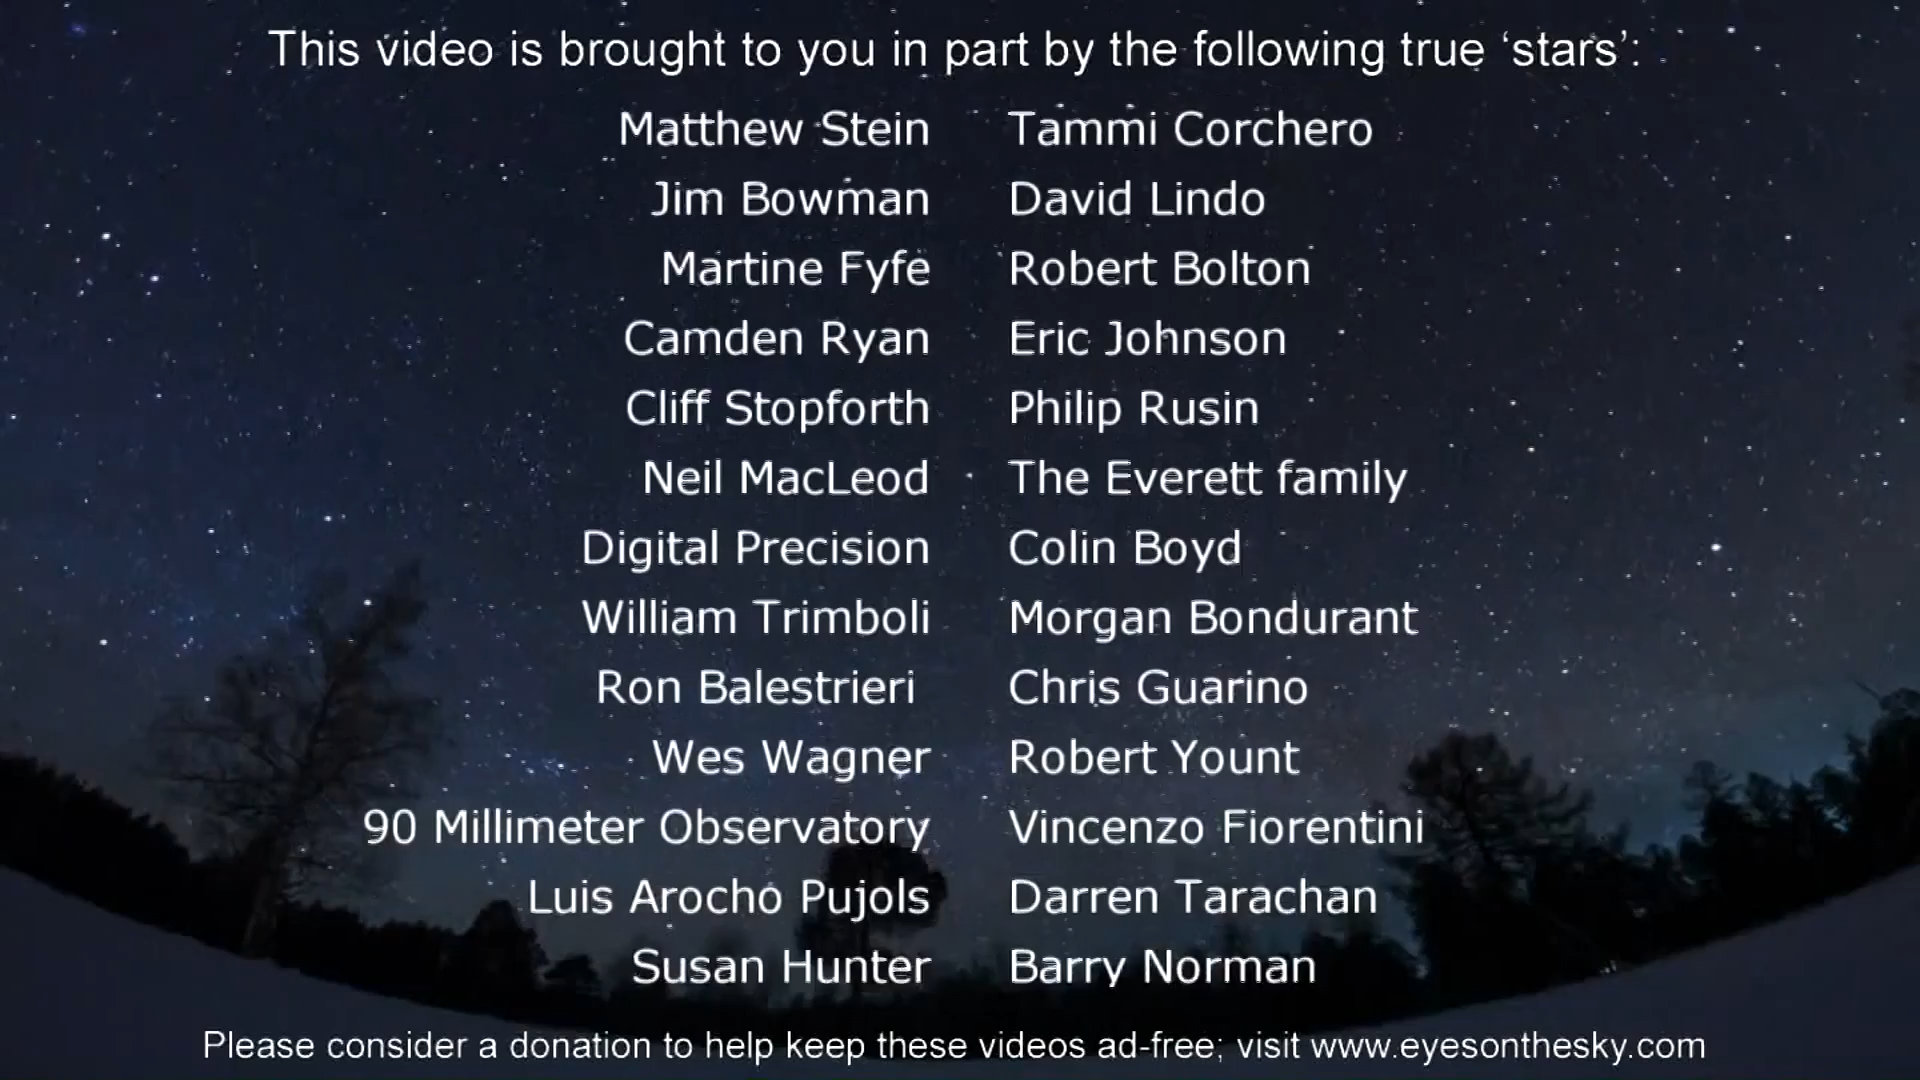 This video is brought to you in part by the following true ‘stars’:
Matthew Stein Tammi Corchero
Jim Bowman David Lindo
Martine Fyfe Robert Bolton
Camden Ryan Eric Johnson
Cliff Stopforth Philip Rusin
Neil MacLeod The Everett family
Digital Precision Colin Boyd
William Trimboli Morgan Bondurant
Ron Balestrieri Chris Guarino
Wes Wagner Robert Yount
90 Millimeter Observatory Vincenzo Fiorentini
Luis Arocho Pujols Darren Tarachan
Susan Hunter Barry Norman
Please consider a donation to help keep these videos ad-free; visit www.eyesonthesky.com